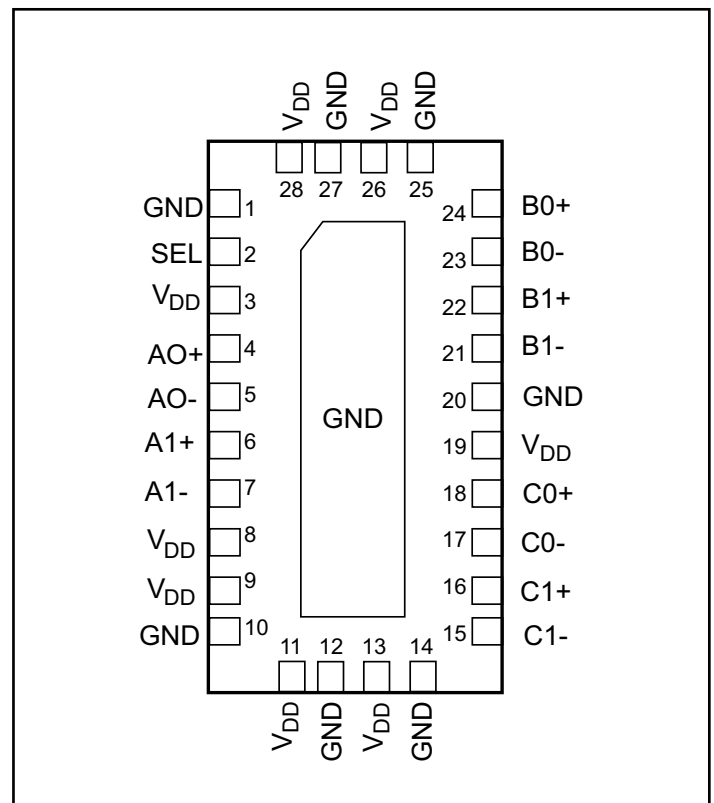 VDD GND VDD GND
28 27 26 25
GND 1
SEL 2
VDD 3
AO+ 4
AO- 5
A1+ 6
A1- 7
VDD 8
VDD 9
GND 10
GND
24 B0+
23 B0-
22 B1+
21 B1-
20 GND
19 VDD
18 C0+
17 C0-
16 C1+
15 C1-
11 12 13 14
VDD GND VDD GND